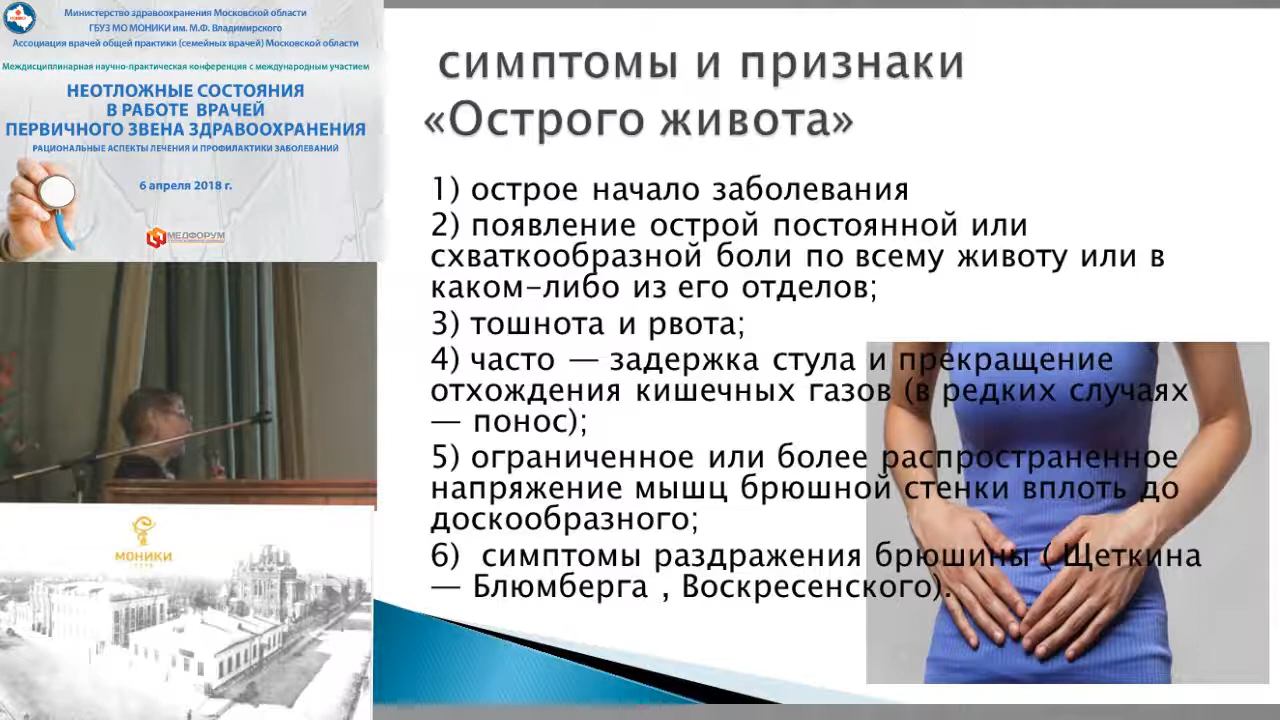 Министерство здравоохранения Московской области
ГБУЗ МО МОНИКИ им. М.Ф. Владимирского
Ассоциация врачей общей практики (семейных врачей) Московской области
Междисциплинарная научно-практическая конференция с международным участием
НЕОТЛОЖНЫЕ СОСТОЯНИЯ
В РАБОТЕ ВРАЧЕЙ
ПЕРВИЧНОГО ЗВЕНА ЗДРАВООХРАНЕНИЯ
РАЦИОНАЛЬНЫЕ АСПЕКТЫ ЛЕЧЕНИЯ И ПРОФИЛАКТИКИ ЗАБОЛЕВАНИЙ
6 апреля 2018 г.
МЕДФОРУМ
МОНИКИ
симптомы и признаки
«Острого живота»
1) острое начало заболевания
2) появление острой постоянной или
схваткообразной боли по всему животу или в
каком-либо из его отделов;
3) тошнота и рвота;
4) часто — задержка стула и прекращение
отхождения кишечных газов (в редких случаях
— понос);
5) ограниченное или более распространенное
напряжение мышц брюшной стенки вплоть до
доскообразного;
6) симптомы раздражения брюшины ( Щеткина
— Блюмберга , Воскресенского).